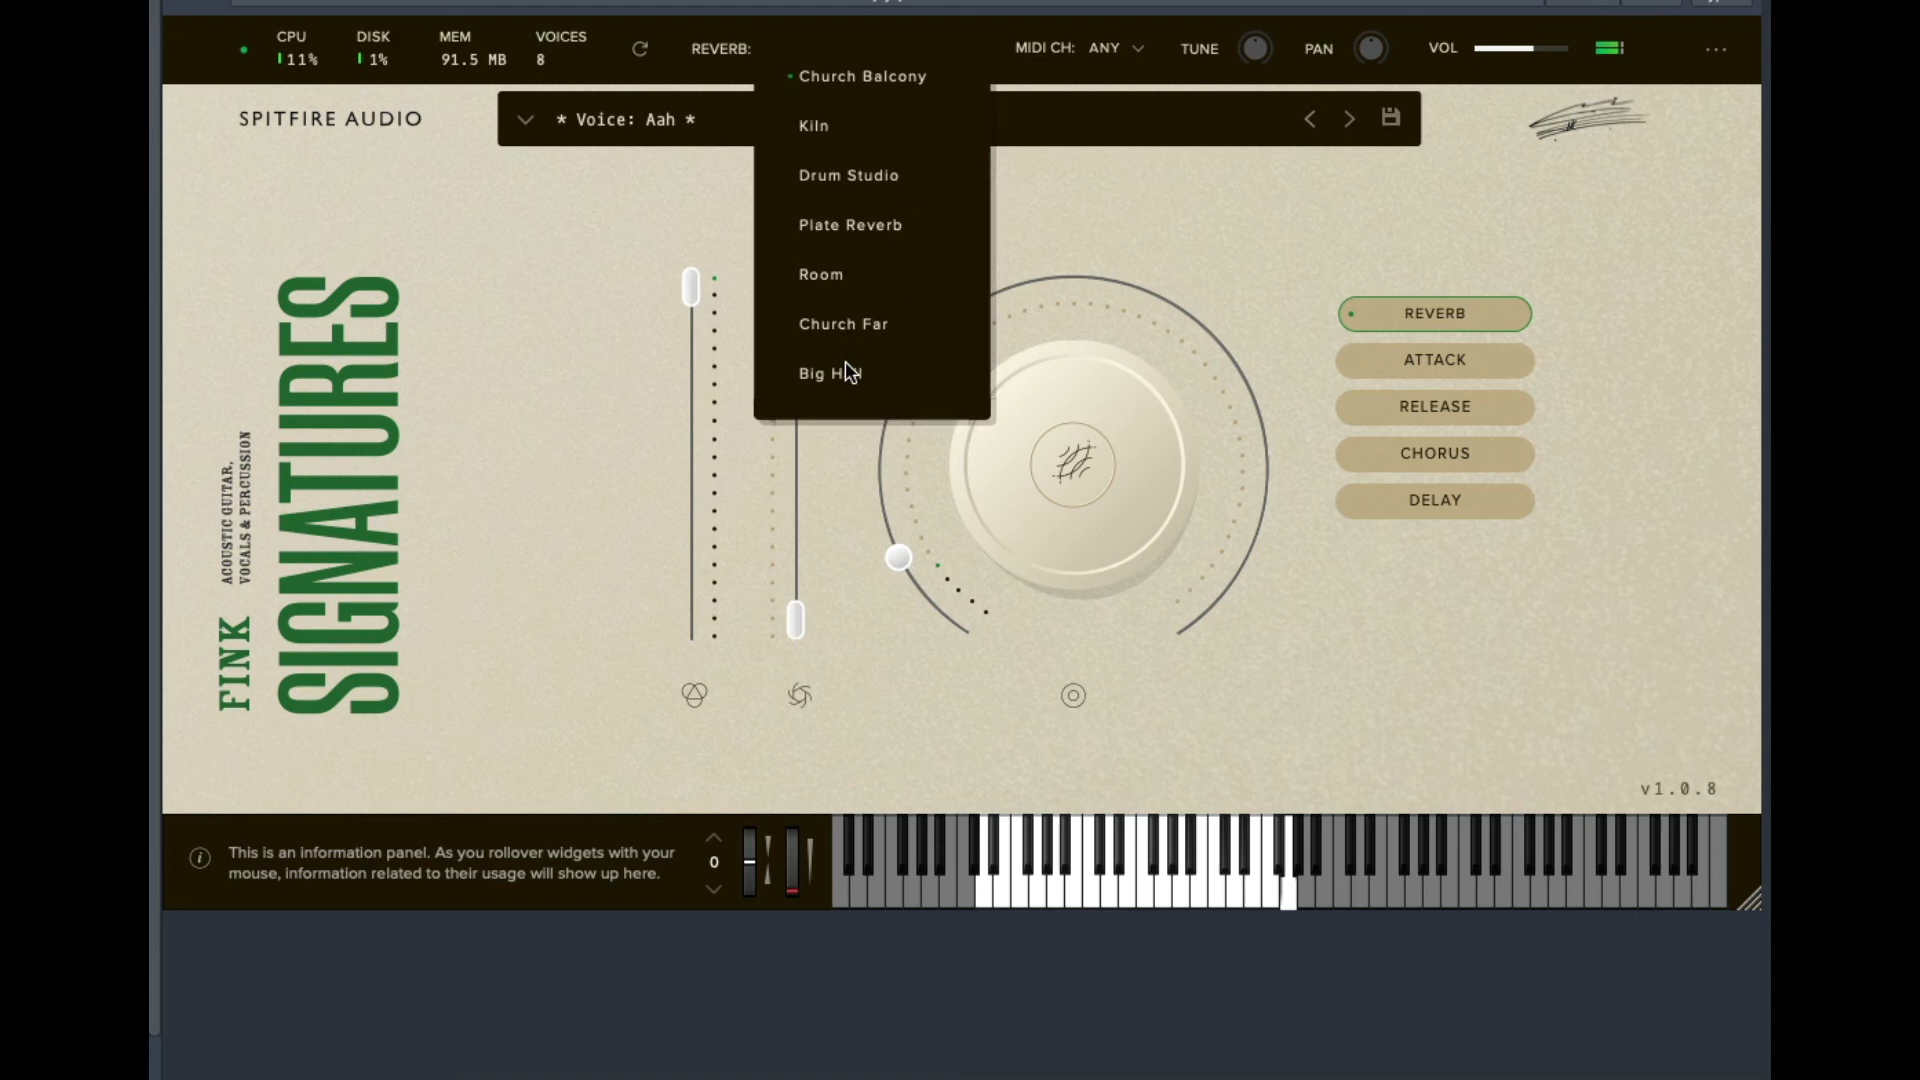 CPU
11%
DISK
1%
MEM
91.5 MB
VOICES
8
REVERB:
MIDI CH: ANY
TUNE
PAN
VOL
Church Balcony
Kiln
Drum Studio
Plate Reverb
Room
Church Far
Big Hall
SPITFIRE AUDIO
* Voice: Aah *
FINK
ACOUSTIC GUITAR,
VOCALS & PERCUSSION
SIGNATURES
REVERB
ATTACK
RELEASE
CHORUS
DELAY
v1.0.8
This is an information panel. As you rollover widgets with your
mouse, information related to their usage will show up here.
0